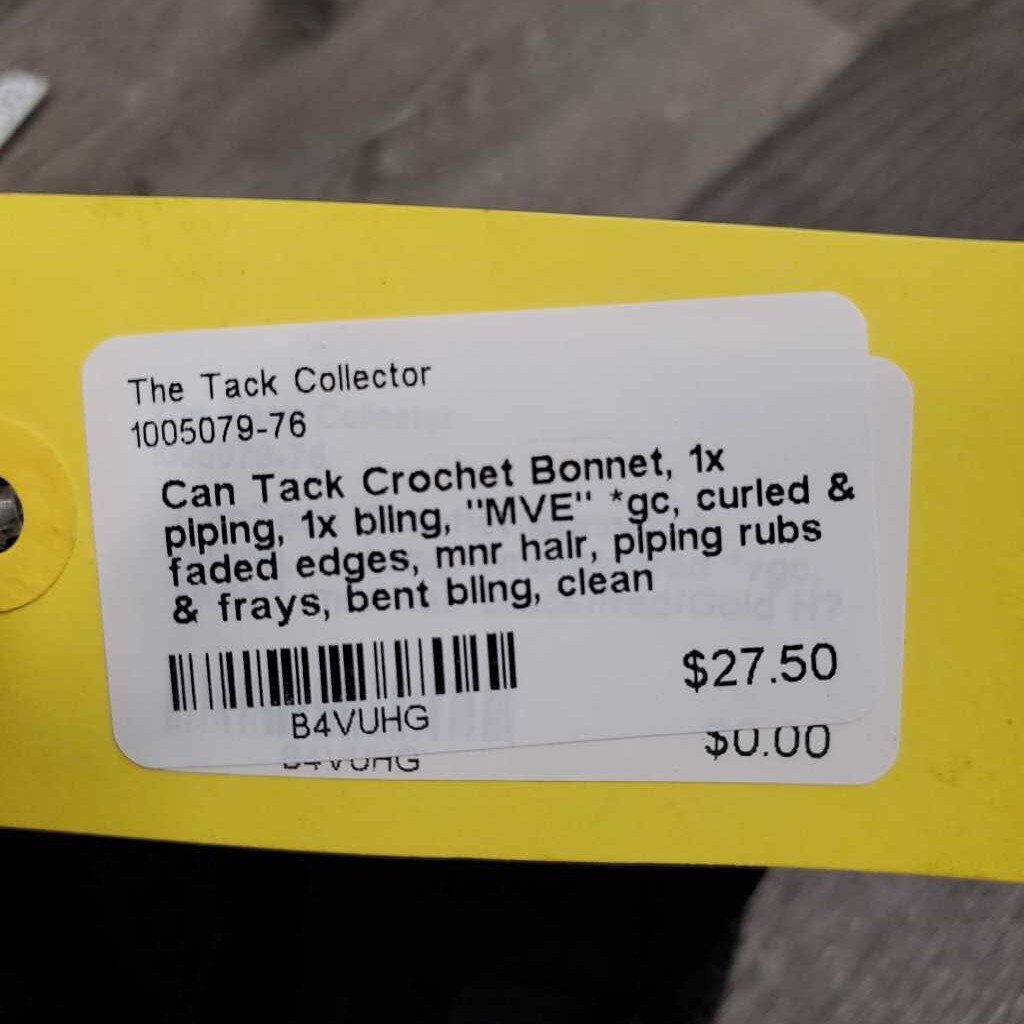 The Tack Collector
1005079-76
Can Tack Crochet Bonnet, 1x
piping, 1x bling, "MVE" *gc, curled &
faded edges, mnr hair, piping rubs
& frays, bent bling, clean
$27.50
B4VUHG
$0.00
B4VUHG